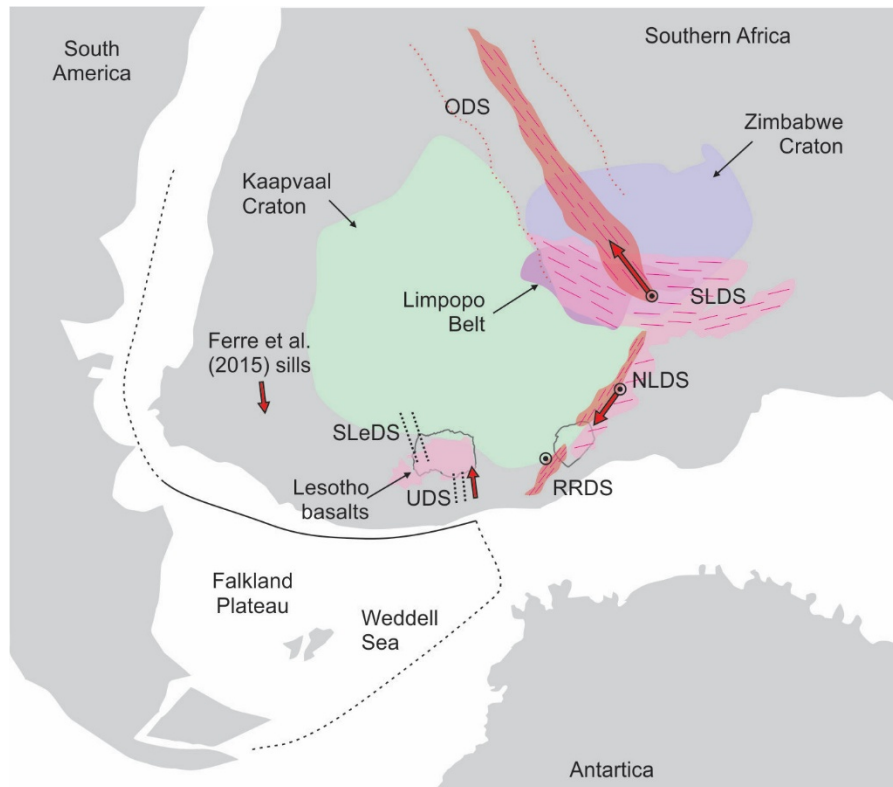 South
America
Southern Africa
ODS
Zimbabwe
Craton
Kaapvaal
Craton
Limpopo
Belt
SLDS
Ferre et al.
(2015) sills
NLDS
SLeDS
Lesotho
basalts
UDS
RRDS
Falkland
Plateau
Weddell
Sea
Antartica